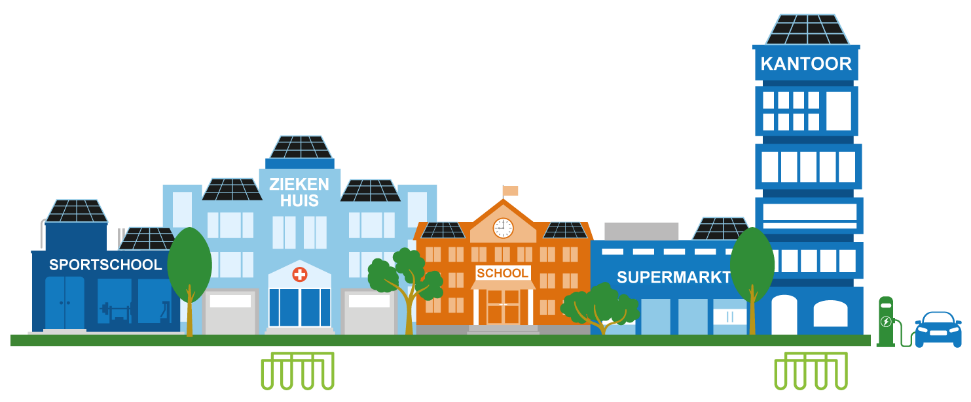 SPORTSCHOOL
ZIEKEN
HUIS
SCHOOL
SUPERMARKT
KANTOOR